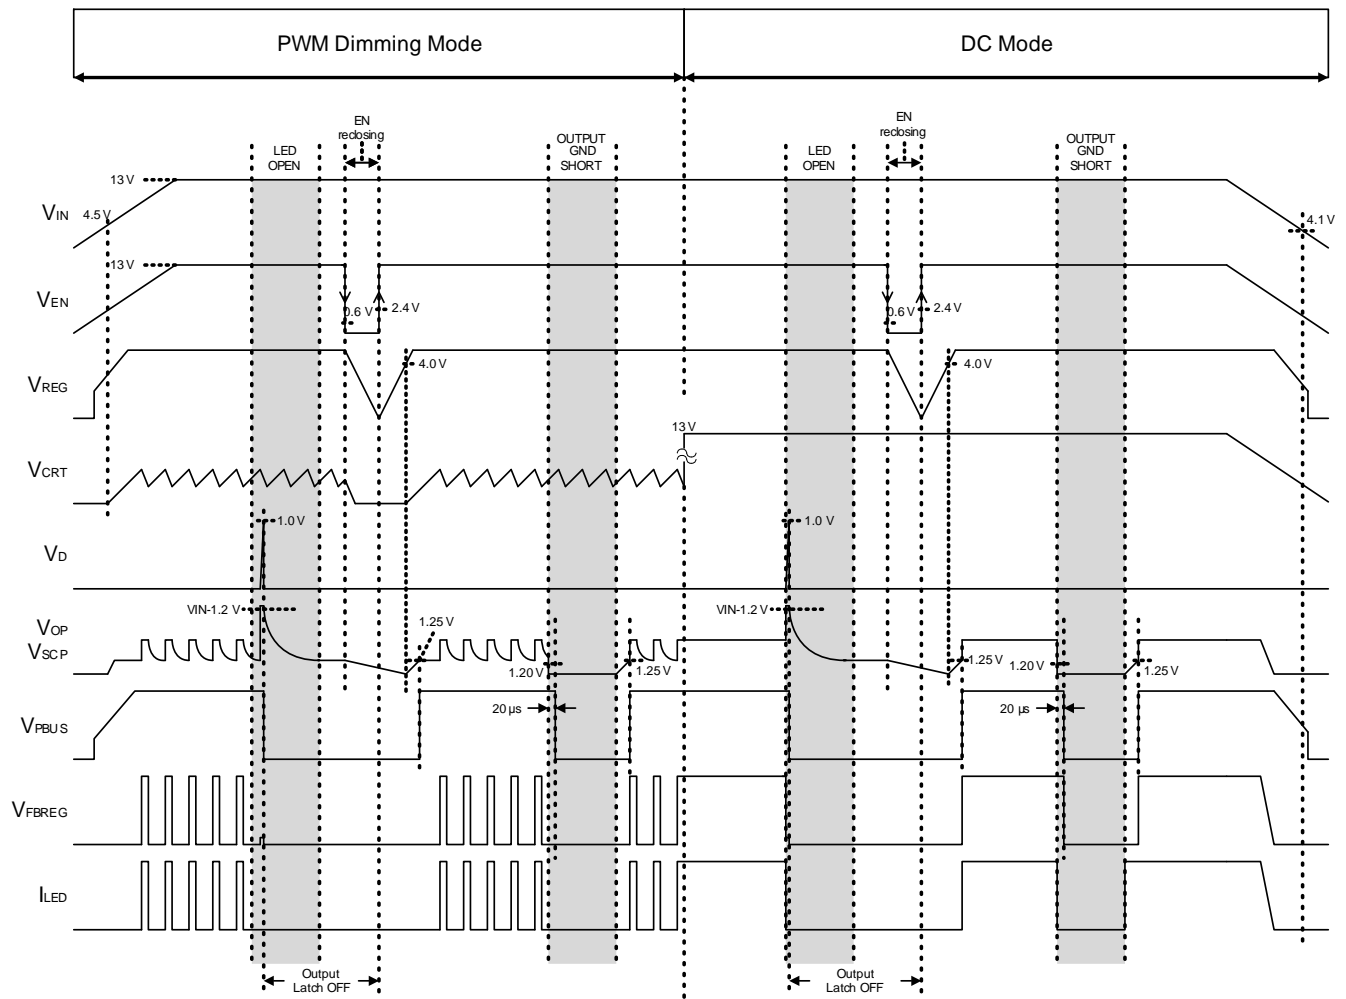 PWM Dimming Mode
DC Mode
EN
reclosing
LED
OPEN
OUTPUT
GND
SHORT
EN
reclosing
LED
OPEN
OUTPUT
GND
SHORT
VIN
13 V
4.5 V
4.1 V
VEN
13 V
0.6 V
2.4 V
0.6 V
2.4 V
VREG
4.0 V
4.0 V
VCRT
13 V
VD
1.0 V
1.0 V
VOP
VSCP
VIN-1.2 V
1.25 V
1.20 V
1.25 V
VIN-1.2 V
1.25 V
1.20 V
1.25 V
VPBUS
20 µs
20 µs
VFBREG
ILED
Output
Latch OFF
Output
Latch OFF